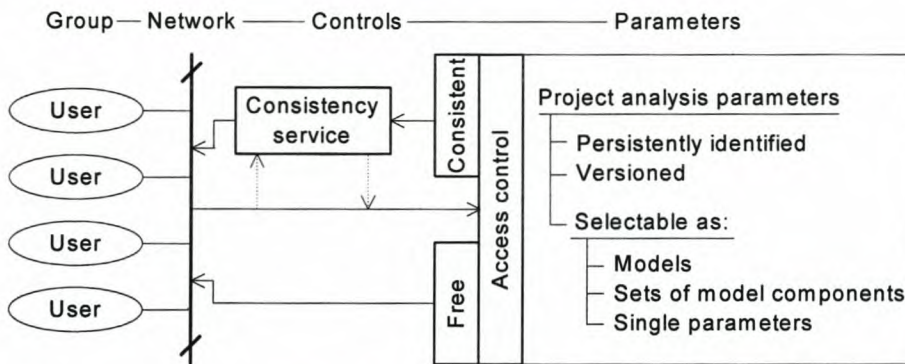 Group — Network — Controls — Parameters
User
User
User
User
Consistency
service
Consistent
Free
Access control
Project analysis parameters
Persistently identified
Versioned
Selectable as:
Models
Sets of model components
Single parameters